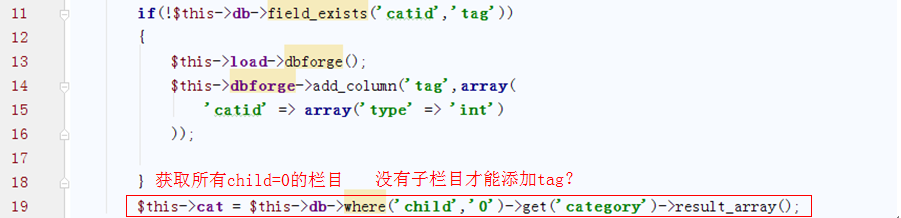 11 if(!$this->db->field_exists('catid','tag'))
12 {
13 $this->load->dbforge();
14 $this->dbforge->add_column('tag',array(
15 'catid' => array('type' => 'int')
16 ));
17
18 } 获取所有child=0的栏目 没有子栏目才能添加tag?
19 $this->cat = $this->db->where('child','0')->get('category')->result_array();